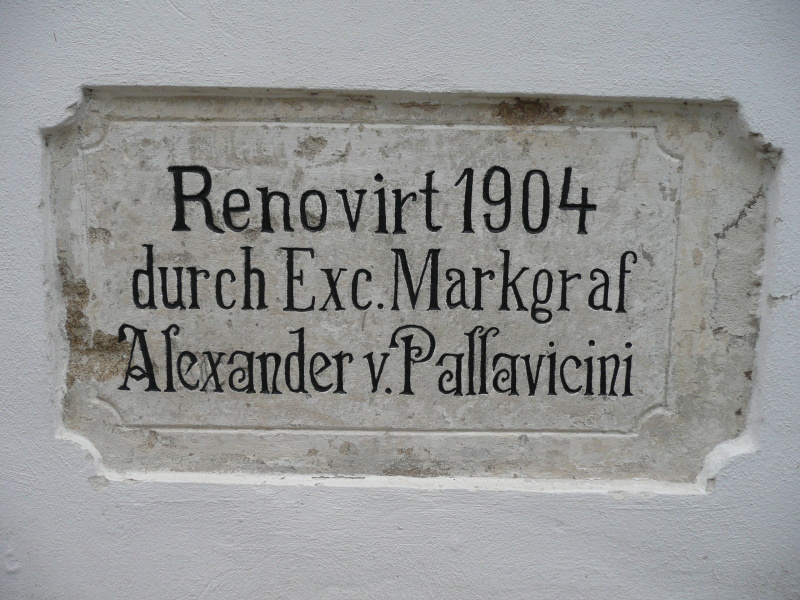 Renovirt 1904
durch Exc. Markgraf
Alexander v. Pallavicini